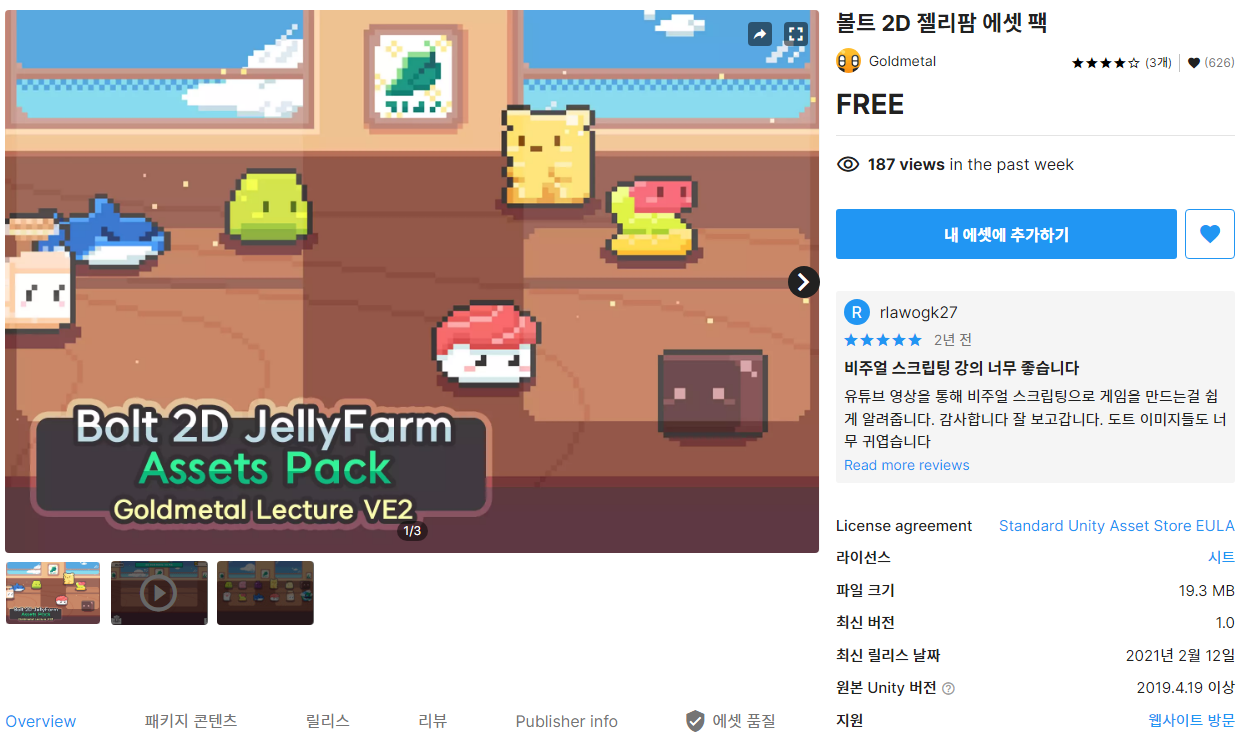 볼트 2D 젤리팜 에셋 팩
Goldmetal
★★★★☆ (3개) (626)
FREE
187 views in the past week
내 에셋에 추가하기
R rlawogk27
★★★★★ 2년 전
비주얼 스크립팅 강의 너무 좋습니다
유튜브 영상을 통해 비주얼 스크립팅으로 게임을 만드는걸 쉽
게 알려줍니다. 감사합니다 잘 보고갑니다. 도트 이미지들도 너
무 귀엽습니다
Read more reviews
Bolt 2D JellyFarm
Assets Pack
Goldmetal Lecture VE2
1/3
License agreement Standard Unity Asset Store EULA
라이선스 시트
파일 크기 19.3 MB
최신 버전 1.0
최신 릴리스 날짜 2021년 2월 12일
원본 Unity 버전 2019.4.19 이상
지원 웹사이트 방문
Overview 패키지 콘텐츠 릴리스 리뷰 Publisher info 에셋 품질